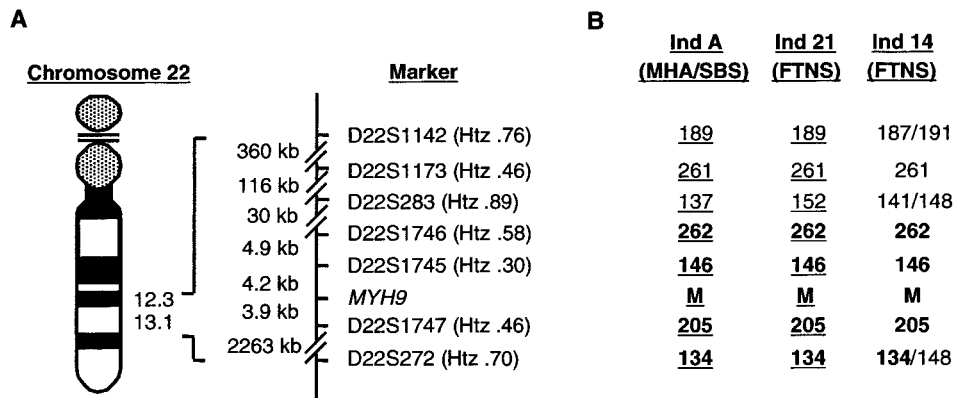 A
Chromosome 22
Marker
12.3
13.1
360 kb
116 kb
30 kb
4.9 kb
4.2 kb
3.9 kb
2263 kb
D22S1142 (Htz .76)
D22S1173 (Htz .46)
D22S283 (Htz .89)
D22S1746 (Htz .58)
D22S1745 (Htz .30)
MYH9
D22S1747 (Htz .46)
D22S272 (Htz .70)
B
Ind A Ind 21 Ind 14
(MHA/SBS) (FTNS) (FTNS)
189 189 187/191
261 261 261
137 152 141/148
262 262 262
146 146 146
M M M
205 205 205
134 134 134/148